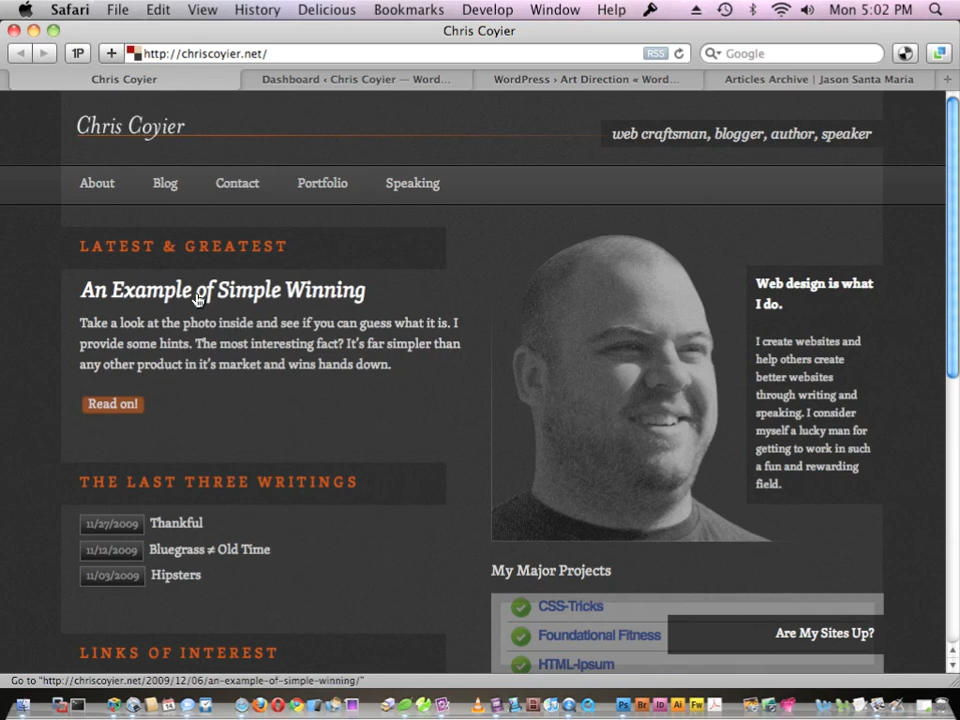 Safari File Edit View History Delicious Bookmarks Develop Window Help Mon 5:02 PM
Chris Coyier
1P + http://chriscoyier.net/ RSS Google
Chris Coyier
Dashboard ‹ Chris Coyier — Word...
WordPress › Art Direction « Word...
Articles Archive | Jason Santa Maria
Chris Coyier
web craftsman, blogger, author, speaker
About Blog Contact Portfolio Speaking
LATEST & GREATEST
An Example of Simple Winning
Take a look at the photo inside and see if you can guess what it is. I
provide some hints. The most interesting fact? It's far simpler than
any other product in it's market and wins hands down.
Read on!
THE LAST THREE WRITINGS
11/27/2009 Thankful
11/12/2009 Bluegrass ≠ Old Time
11/03/2009 Hipsters
LINKS OF INTEREST
Web design is what
I do.
I create websites and
help others create
better websites
through writing and
speaking. I consider
myself a lucky man for
getting to work in such
a fun and rewarding
field.
My Major Projects
CSS-Tricks
Foundational Fitness
HTML-Ipsum
Are My Sites Up?
Go to "http://chriscoyier.net/2009/12/06/an-example-of-simple-winning/"
Ps Br Id Ai Fw